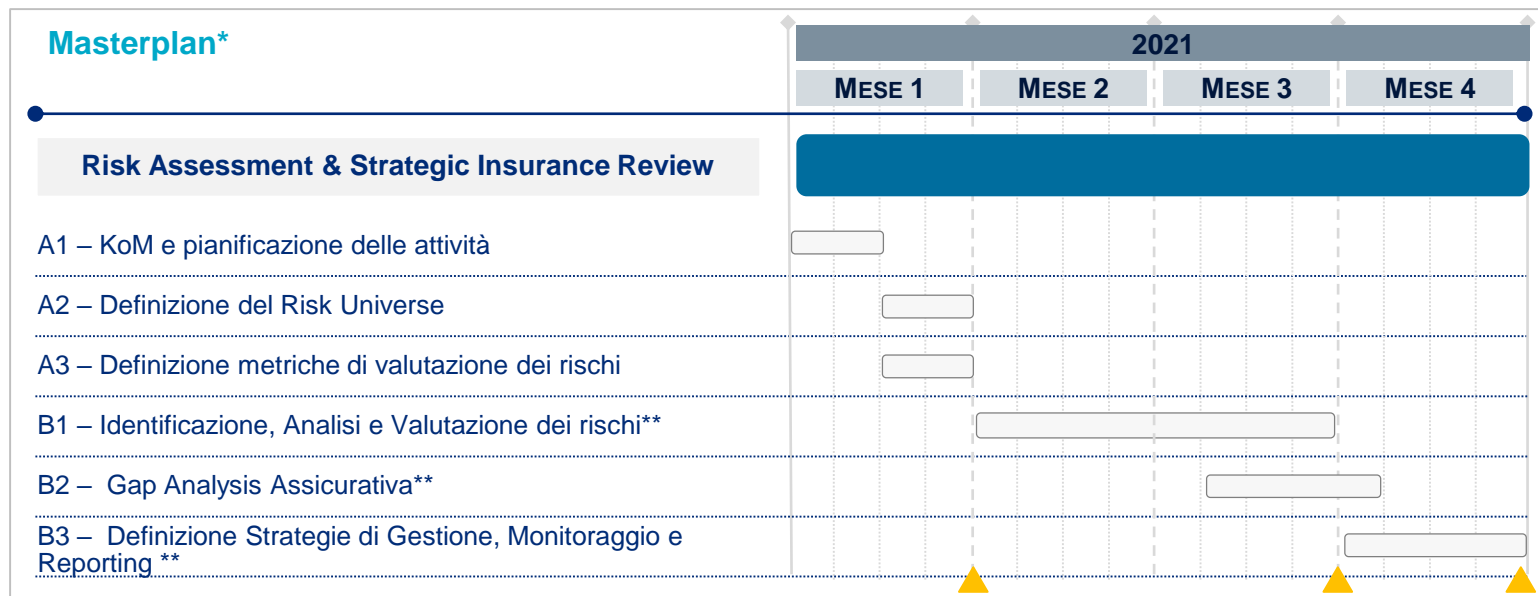 Masterplan*
2021
MESE 1
MESE 2
MESE 3
MESE 4
Risk Assessment & Strategic Insurance Review
A1 – KoM e pianificazione delle attività
A2 – Definizione del Risk Universe
A3 – Definizione metriche di valutazione dei rischi
B1 – Identificazione, Analisi e Valutazione dei rischi**
B2 – Gap Analysis Assicurativa**
B3 – Definizione Strategie di Gestione, Monitoraggio e
Reporting **